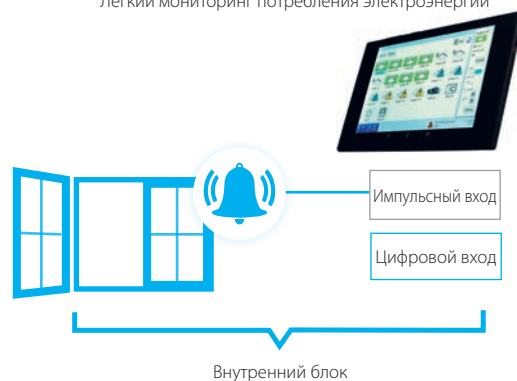 Легкий мониторинг потребления электроэнергии
Импульсный вход
Цифровой вход
Внутренний блок